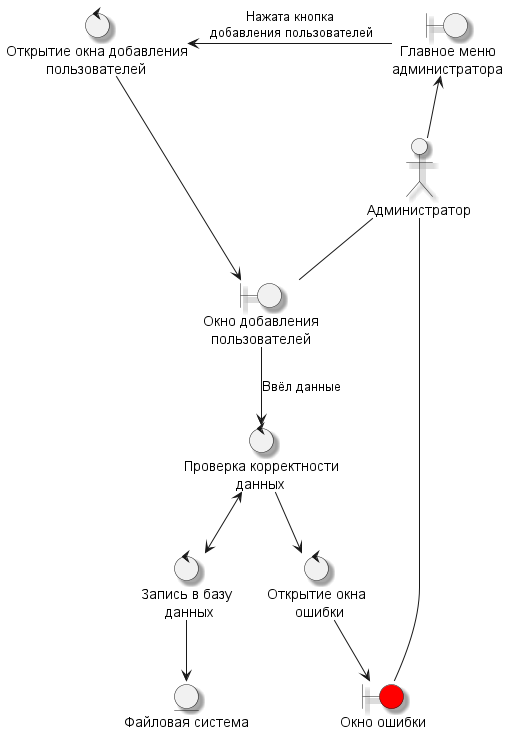 Нажата кнопка
добавления пользователей
Открытие окна добавления
пользователей
Главное меню
администратора
Администратор
Окно добавления
пользователей
Ввёл данные
Проверка корректности
данных
Запись в базу
данных
Открытие окна
ошибки
Файловая система
Окно ошибки